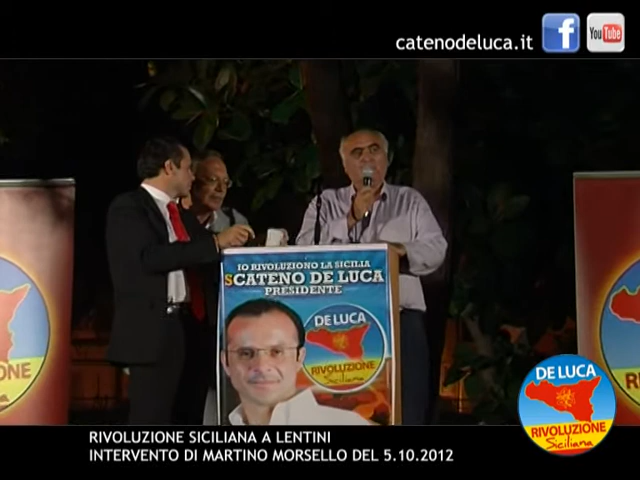 catenodeluca.it
f
You Tube
IO RIVOLUZIONO LA SICILIA
SCATENO DE LUCA
PRESIDENTE
DE LUCA
RIVOLUZIONE
Siciliana
NE
DE LUCA
RIVOLUZIONE
Siciliana
RIVOLUZIONE SICILIANA A LENTINI
INTERVENTO DI MARTINO MORSELLO DEL 5.10.2012